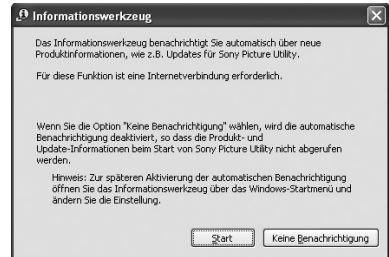 Informationswerkzeug
Das Informationswerkzeug benachrichtigt Sie automatisch über neue
Produktinformationen, wie z.B. Updates für Sony Picture Utility.
Für diese Funktion ist eine Internetverbindung erforderlich.
Wenn Sie die Option "Keine Benachrichtigung" wählen, wird die automatische
Benachrichtigung deaktiviert, so dass die Produkt- und
Update-Informationen beim Start von Sony Picture Utility nicht abgerufen
werden.
Hinweis: Zur späteren Aktivierung der automatischen Benachrichtigung
öffnen Sie das Informationswerkzeug über das Windows-Startmenü und
ändern Sie die Einstellung.
Start
Keine Benachrichtigung